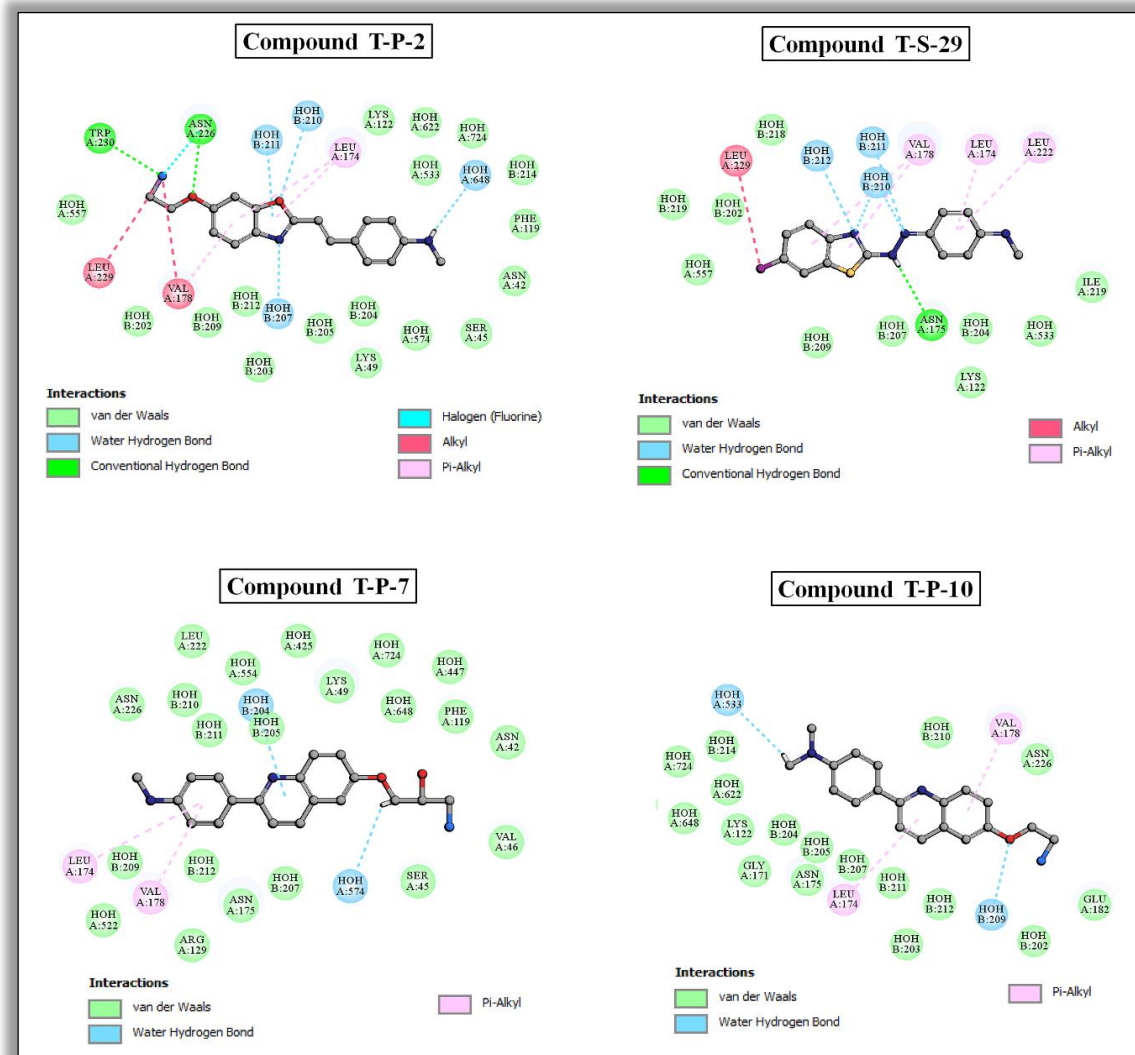 Compound T-P-2
TRP
A:230
ASN
A:226
HOH
B:211
HOH
B:210
LYS
A:122
HOH
A:622
HOH
A:724
LEU
A:174
HOH
A:533
HOH
A:648
HOH
B:214
HOH
A:557
PHE
A:119
LEU
A:229
VAL
A:178
ASN
A:42
HOH
B:202
HOH
B:209
HOH
B:212
HOH
B:207
HOH
B:205
HOH
B:204
HOH
A:574
SER
A:45
HOH
B:203
LYS
A:49
Interactions
van der Waals
Water Hydrogen Bond
Conventional Hydrogen Bond
Halogen (Fluorine)
Alkyl
Pi-Alkyl
Compound T-S-29
HOH
B:218
LEU
A:229
HOH
B:212
HOH
B:211
HOH
B:210
VAL
A:178
LEU
A:174
LEU
A:222
HOH
B:219
HOH
B:202
HOH
A:557
ILE
A:219
HOH
B:209
HOH
B:207
ASN
A:175
HOH
B:204
HOH
A:533
LYS
A:122
Interactions
van der Waals
Water Hydrogen Bond
Conventional Hydrogen Bond
Alkyl
Pi-Alkyl
Compound T-P-7
LEU
A:222
HOH
A:554
HOH
A:425
HOH
A:724
HOH
A:447
ASN
A:226
HOH
B:210
HOH
B:204
LYS
A:49
HOH
A:648
PHE
A:119
HOH
B:211
HOH
B:205
ASN
A:42
LEU
A:174
HOH
B:209
HOH
B:212
VAL
A:46
VAL
A:178
ASN
A:175
HOH
B:207
HOH
A:574
SER
A:45
HOH
A:522
ARG
A:129
Interactions
van der Waals
Water Hydrogen Bond
Pi-Alkyl
Compound T-P-10
HOH
A:533
HOH
B:214
HOH
A:724
HOH
A:622
HOH
A:648
LYS
A:122
HOH
B:204
HOH
B:205
HOH
B:210
VAL
A:178
ASN
A:226
GLY
A:171
ASN
A:175
HOH
B:207
LEU
A:174
HOH
B:211
HOH
B:212
HOH
B:209
GLU
A:182
HOH
B:203
HOH
B:202
Interactions
van der Waals
Water Hydrogen Bond
Pi-Alkyl